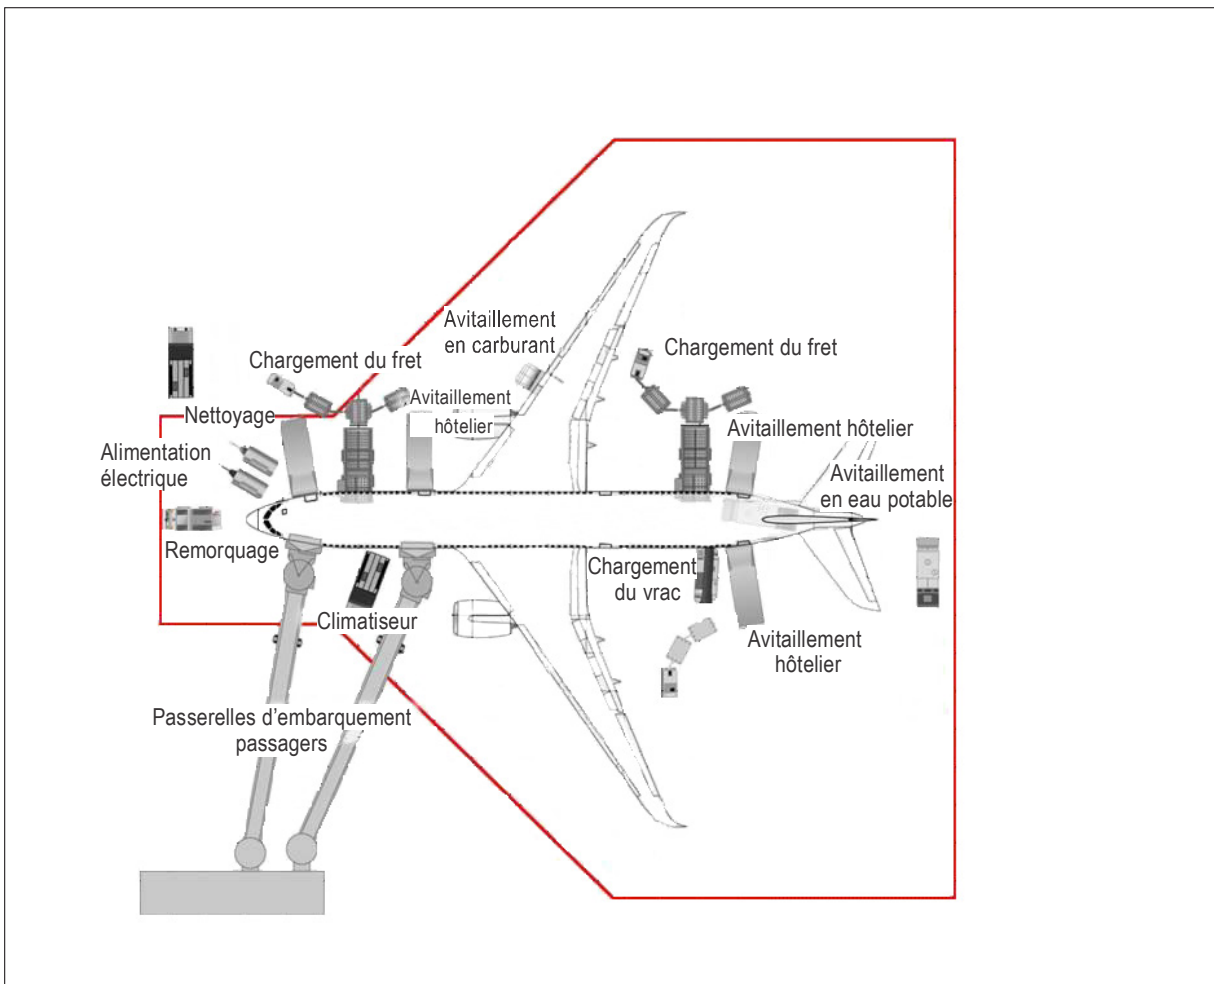 Avitaillement
en carburant
Chargement du fret
Chargement du fret
Avitaillement
hôtelier
Nettoyage
Avitaillement hôtelier
Alimentation
électrique
Avitaillement
en eau potable
Remorquage
Chargement
du vrac
Climatiseur
Avitaillement
hôtelier
Passerelles d’embarquement
passagers